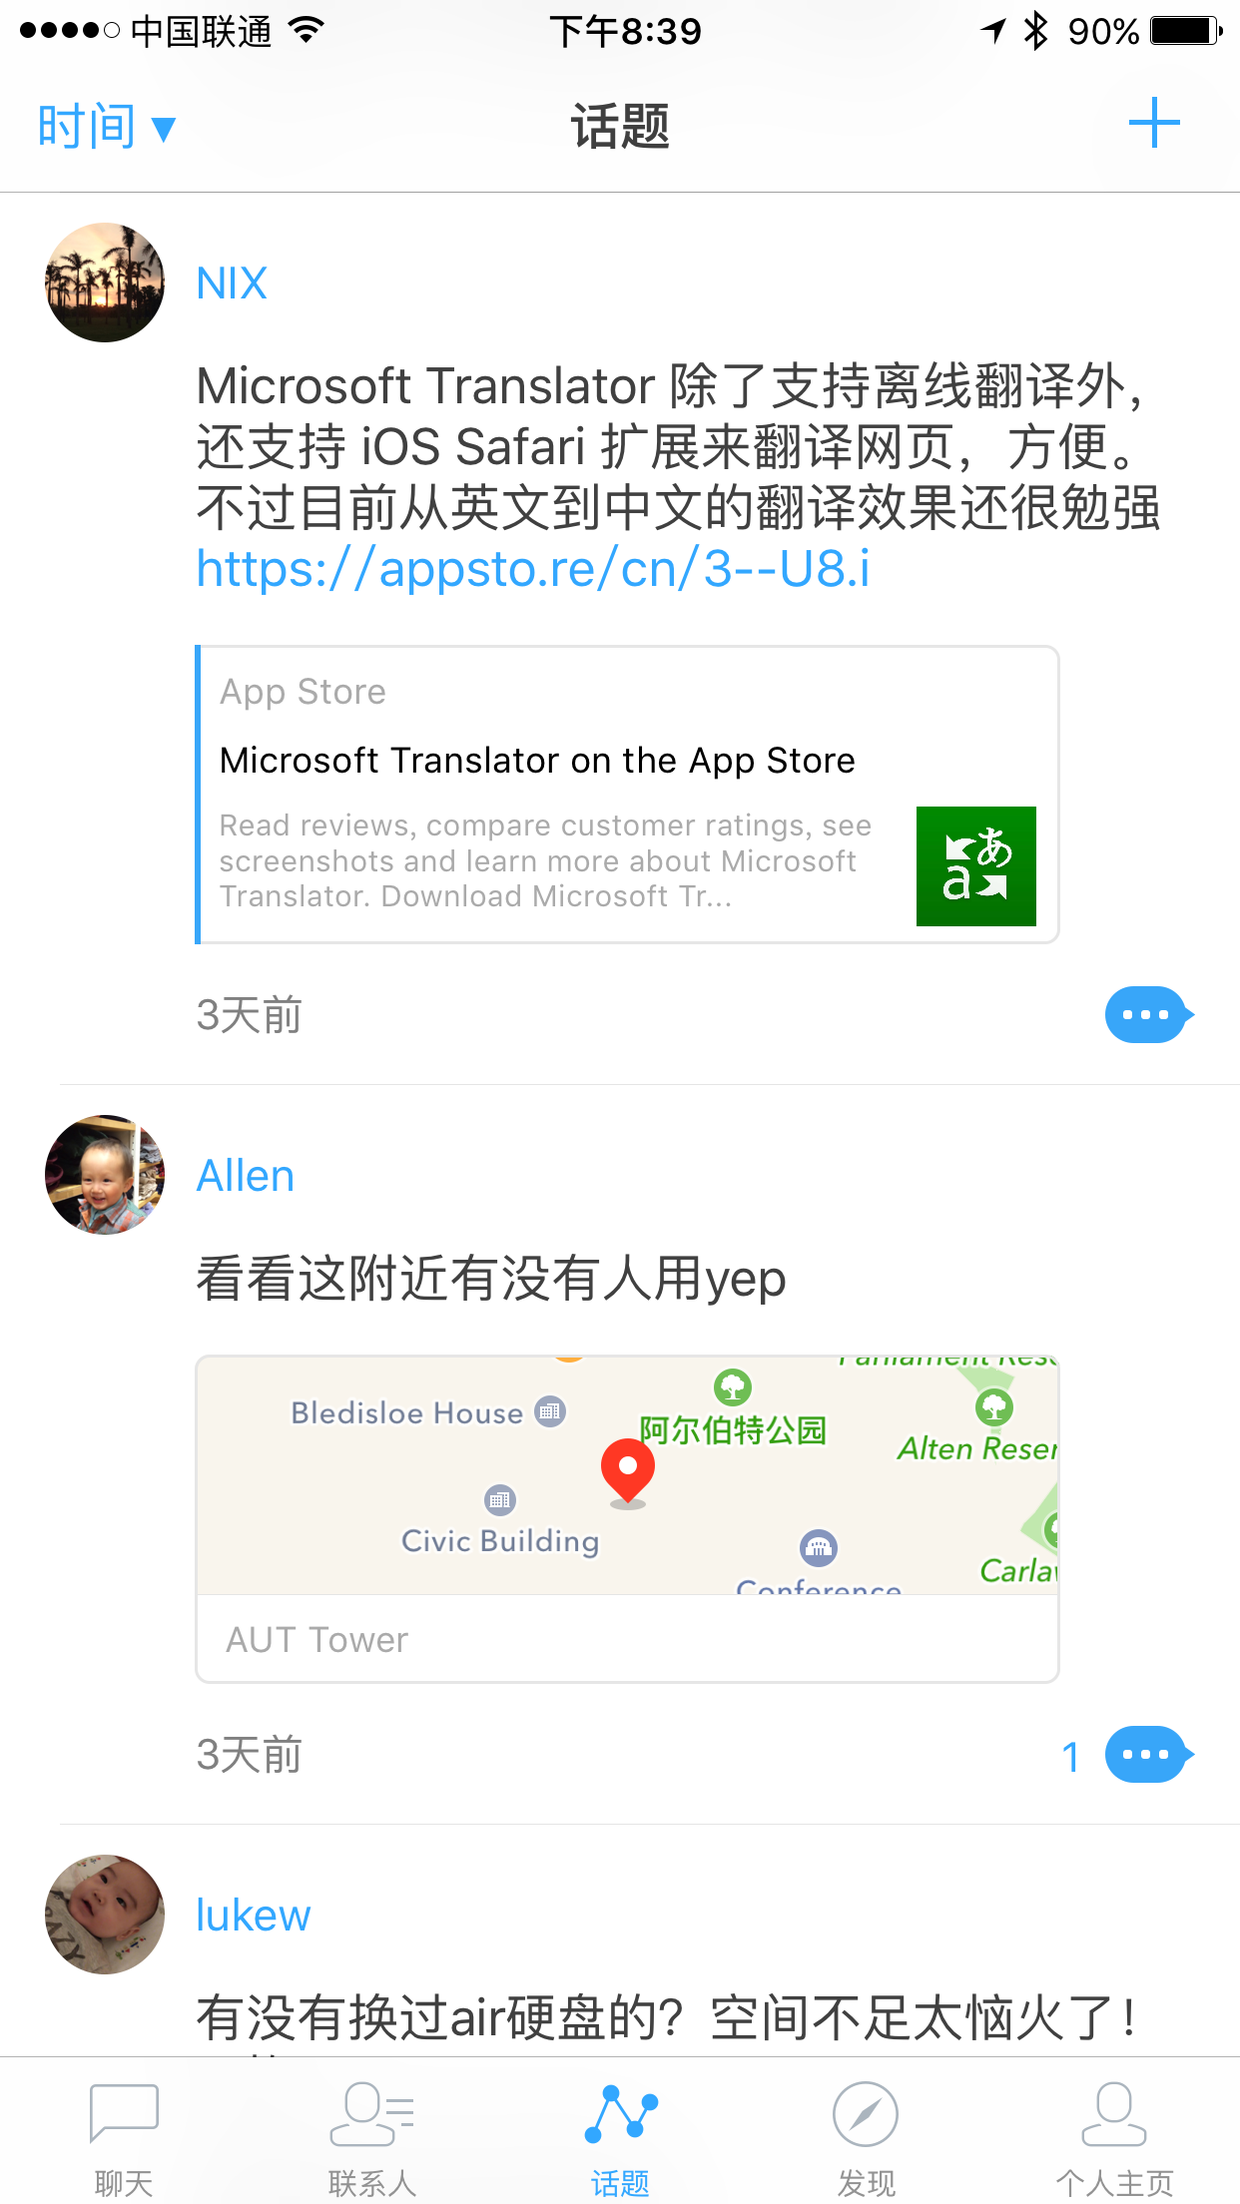 中国联通
下午8:39
90%
时间 ▼
话题
NIX
Microsoft Translator 除了支持离线翻译外，
还支持 iOS Safari 扩展来翻译网页，方便。
不过目前从英文到中文的翻译效果还很勉强
https://appsto.re/cn/3--U8.i
App Store
Microsoft Translator on the App Store
Read reviews, compare customer ratings, see
screenshots and learn more about Microsoft
Translator. Download Microsoft Tr...
3天前
Allen
看看这附近有没有人用yep
Bledisloe House
阿尔伯特公园
Alten Reser
Civic Building
Conference
Carla
AUT Tower
3天前
1
lukew
有没有换过air硬盘的？空间不足太恼火了！
聊天
联系人
话题
发现
个人主页